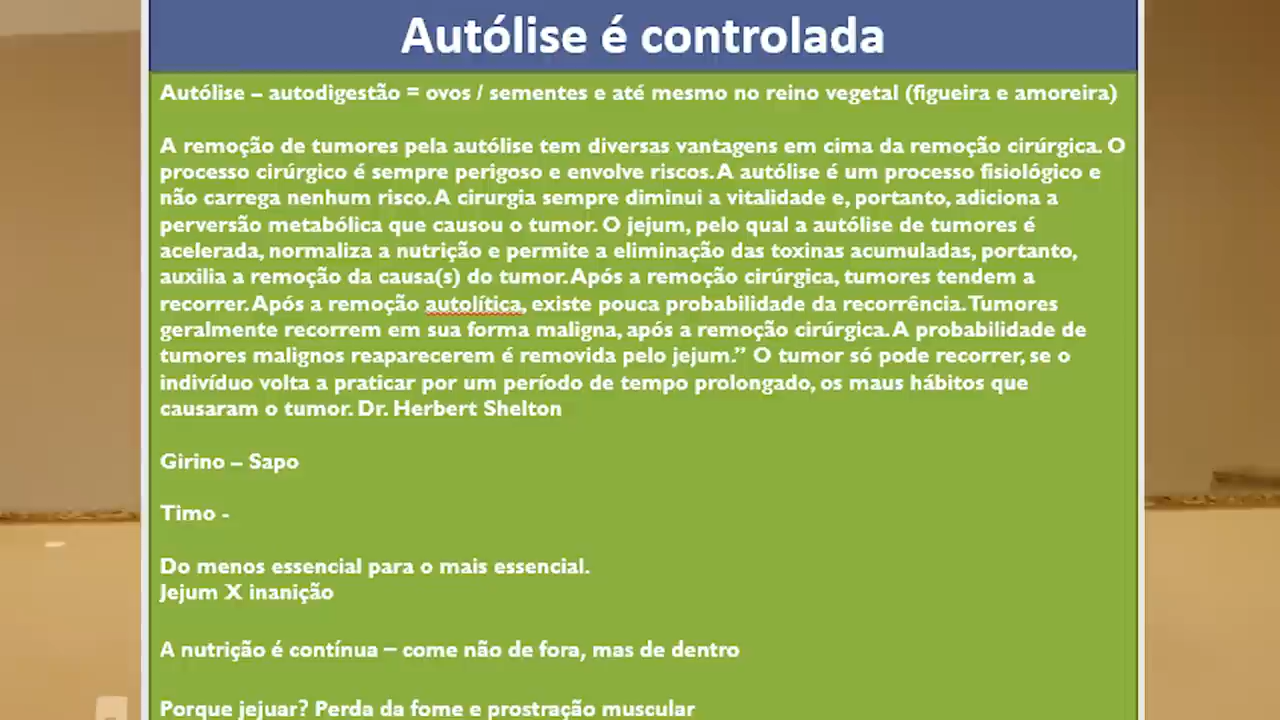 Autólise é controlada
Autólise – autodigestão = ovos / sementes e até mesmo no reino vegetal (figueira e amoreira)
A remoção de tumores pela autólise tem diversas vantagens em cima da remoção cirúrgica. O
processo cirúrgico é sempre perigoso e envolve riscos. A autólise é um processo fisiológico e
não carrega nenhum risco. A cirurgia sempre diminui a vitalidade e, portanto, adiciona a
perversão metabólica que causou o tumor. O jejum, pelo qual a autólise de tumores é
acelerada, normaliza a nutrição e permite a eliminação das toxinas acumuladas, portanto,
auxilia a remoção da causa(s) do tumor. Após a remoção cirúrgica, tumores tendem a
recorrer. Após a remoção autolítica, existe pouca probabilidade da recorrência. Tumores
geralmente recorrem em sua forma maligna, após a remoção cirúrgica. A probabilidade de
tumores malignos reaparecerem é removida pelo jejum.” O tumor só pode recorrer, se o
indivíduo volta a praticar por um período de tempo prolongado, os maus hábitos que
causaram o tumor. Dr. Herbert Shelton
Girino – Sapo
Timo -
Do menos essencial para o mais essencial.
Jejum X inanição
A nutrição é contínua – come não de fora, mas de dentro
Porque jejuar? Perda da fome e prostração muscular